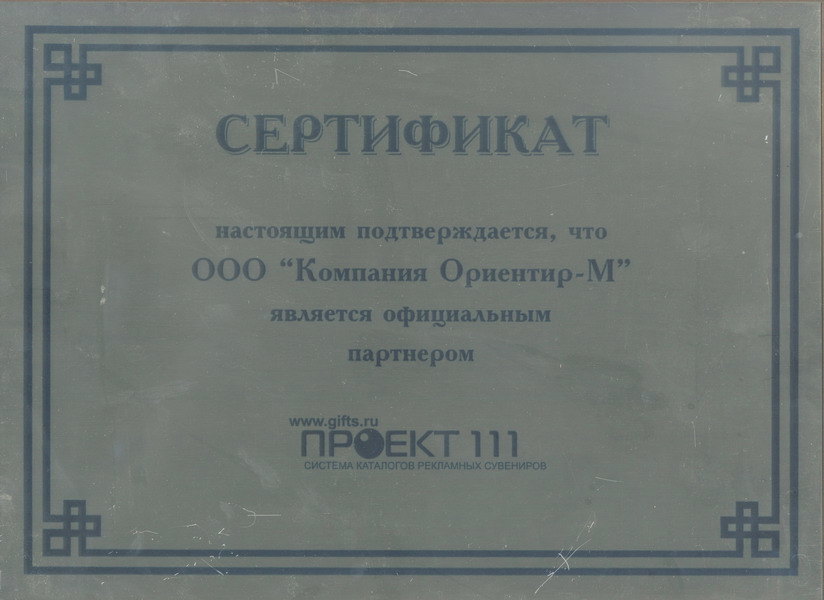 СЕРТИФИКАТ
настоящим подтверждается, что
ООО “Компания Ориентир-М”
является официальным
партнером
www.gifts.ru
ПРОЕКТ 111
СИСТЕМА КАТАЛОГОВ РЕКЛАМНЫХ СУВЕНИРОВ